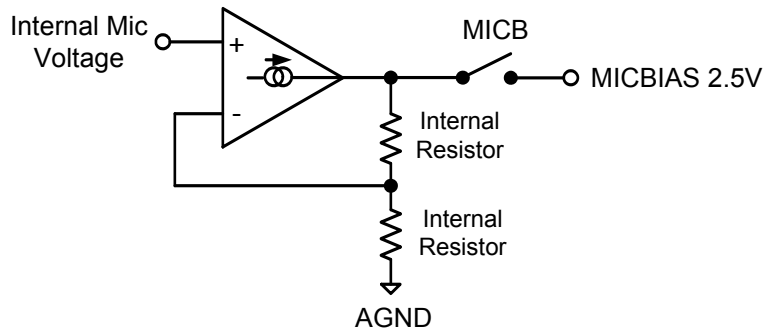 Internal Mic
Voltage
+
-
MICB
MICBIAS 2.5V
Internal
Resistor
Internal
Resistor
AGND